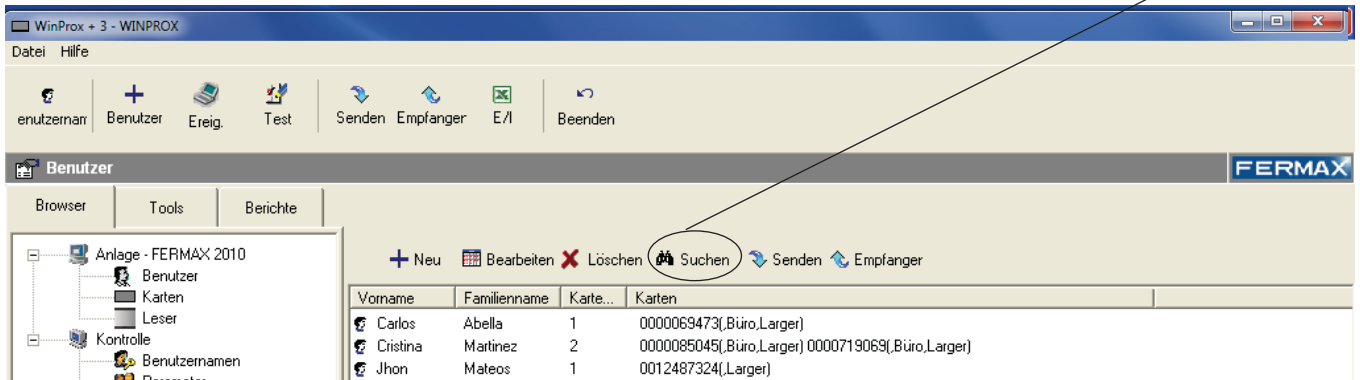 WinProx + 3 - WINPROX
Datei Hilfe
enutzernam Benutzer Ereig. Test Senden Empfanger E/I Beenden
Benutzer FERMAX
Browser Tools Berichte
Anlage - FERMAX 2010
Neu Bearbeiten Löschen Suchen Senden Empfanger
Benutzer
Karten
Vorname Familienname Karte... Karten
Leser
Carlos Abella 1 0000069473(,Büro,Larger)
Kontrolle
Cristina Martinez 2 0000085045(,Büro,Larger) 0000719069(,Büro,Larger)
Benutzernamen
Jhon Mateos 1 0012487324(,Larger)